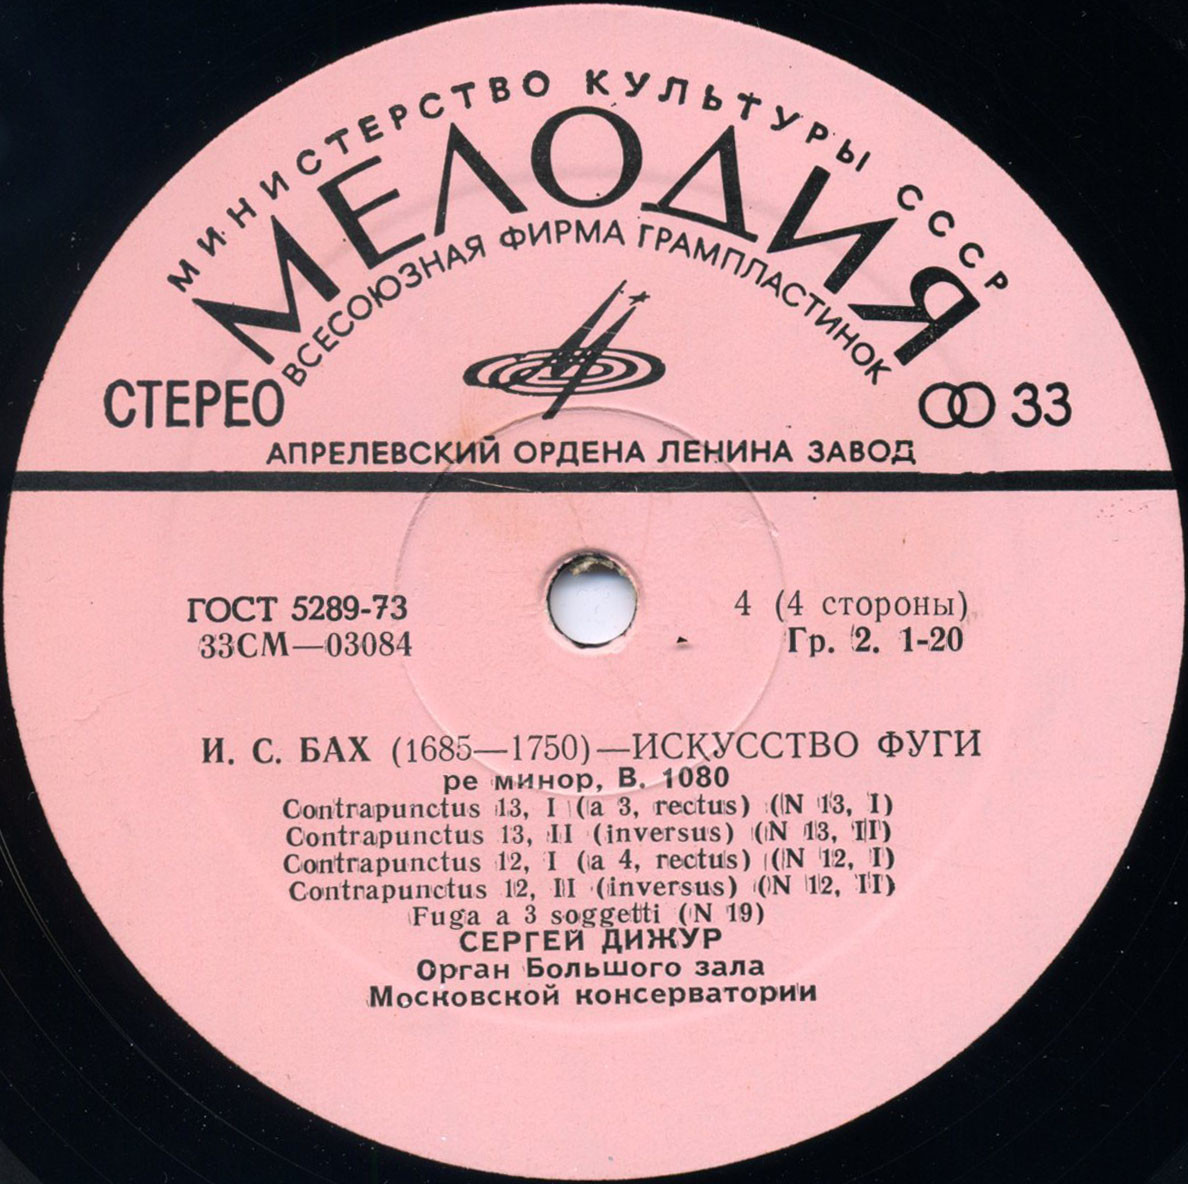 МИНИСТЕРСТВО КУЛЬТУРЫ СССР
МЕЛОДИЯ
ВСЕСОЮЗНАЯ ФИРМА ГРАМПЛАСТИНОК
СТЕРЕО
33
АПРЕЛЕВСКИЙ ОРДЕНА ЛЕНИНА ЗАВОД
ГОСТ 5289-73
4 (4 стороны)
33СМ—03084
Гр. 2. 1-20
И. С. БАХ (1685—1750)—ИСКУССТВО ФУГИ
ре минор, В. 1080
Contrapunctus 13, I (a 3, rectus) (N 13, I)
Contrapunctus 13, II (inversus) (N 13, II)
Contrapunctus 12, I (a 4, rectus) (N 12, I)
Contrapunctus 12, II (inversus) (N 12, II)
Fuga a 3 soggetti (N 19)
СЕРГЕЙ ДИЖУР
Орган Большого зала
Московской консерватории